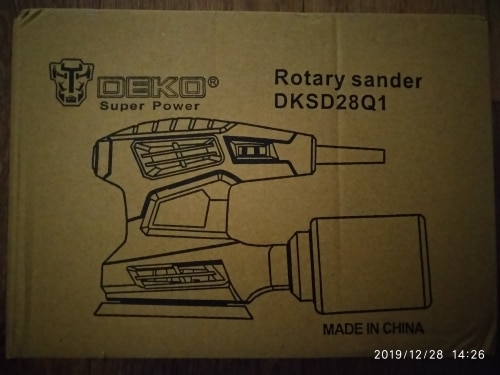 DEKO®
Super Power
Rotary sander
DKSD28Q1
MADE IN CHINA
2019/12/28 14:26